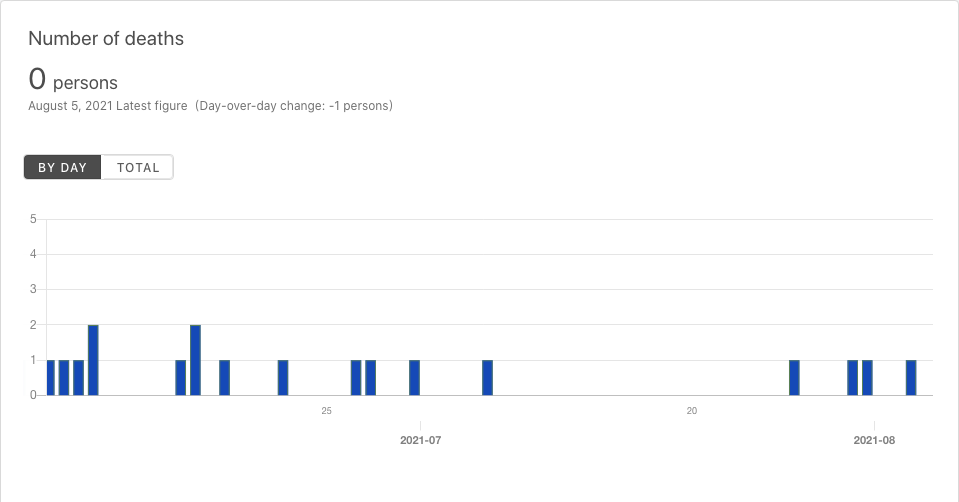 Number of deaths
0 persons
August 5, 2021 Latest figure (Day-over-day change: -1 persons)
BY DAY TOTAL
5
4
3
2
1
0
25 20
2021-07 2021-08